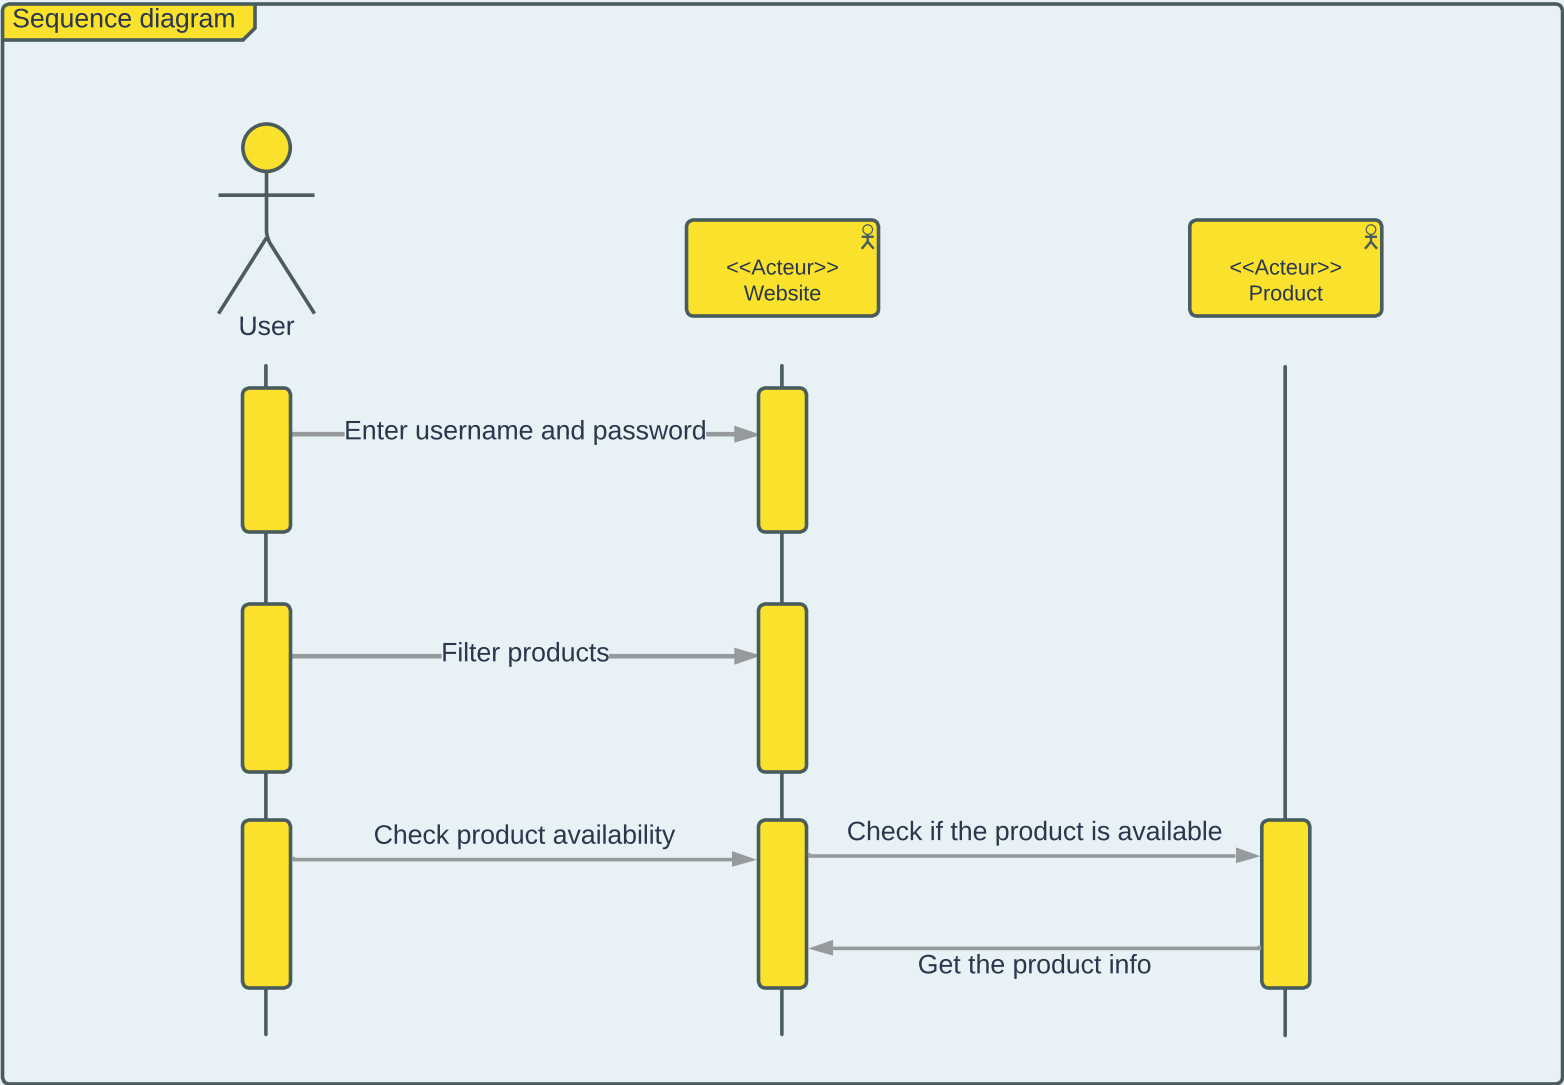 Sequence diagram
User
<<Acteur>>
Website
<<Acteur>>
Product
Enter username and password
Filter products
Check product availability
Check if the product is available
Get the product info